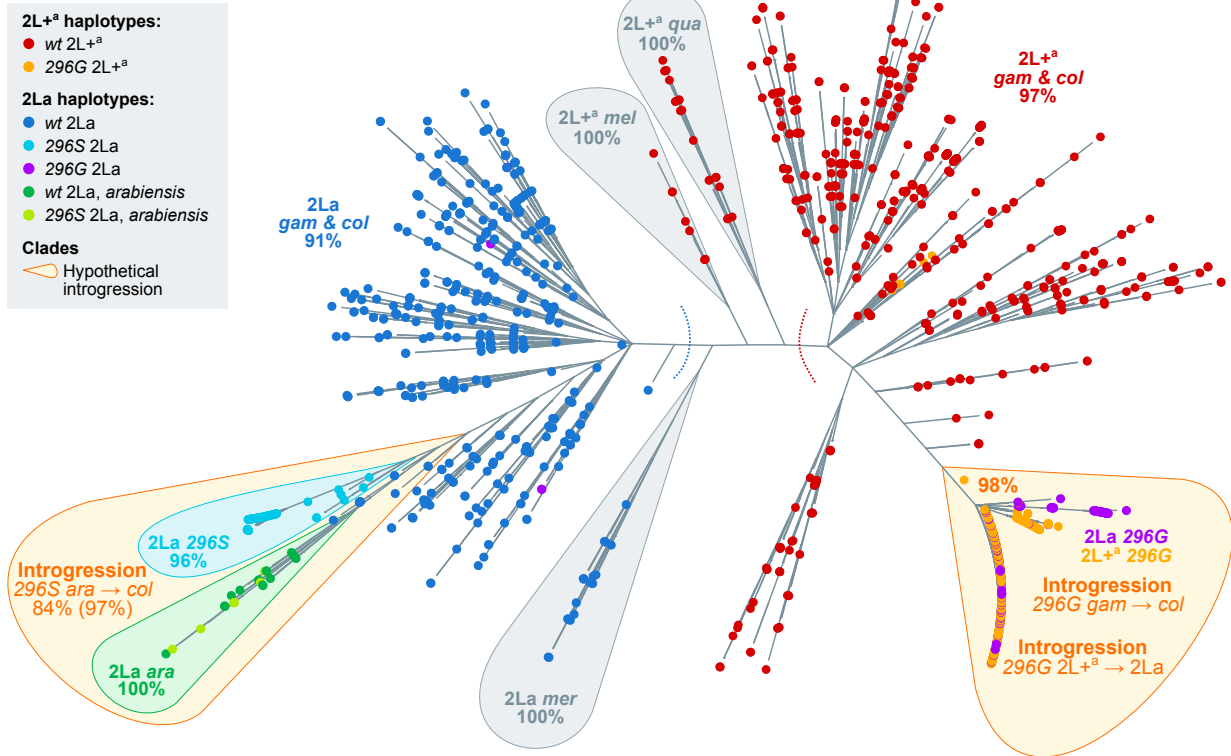 2L+ᵃ haplotypes:
wt 2L+ᵃ
296G 2L+ᵃ
2La haplotypes:
wt 2La
296S 2La
296G 2La
wt 2La, arabiensis
296S 2La, arabiensis
Clades
Hypothetical
introgression
2L+ᵃ qua
100%
2L+ᵃ mel
100%
2L+ᵃ
gam & col
97%
2La
gam & col
91%
2La 296S
96%
Introgression
296S ara → col
84% (97%)
2La ara
100%
2La mer
100%
98%
2La 296G
2L+ᵃ 296G
Introgression
296G gam → col
Introgression
296G 2L+ᵃ → 2La